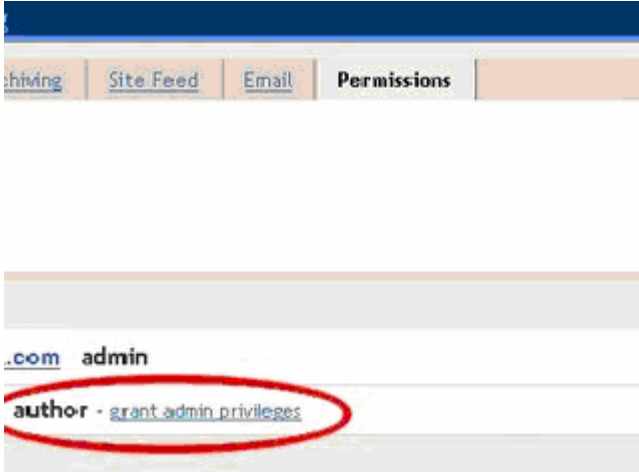 chiving Site Feed Email Permissions
.com admin
author - grant admin privileges